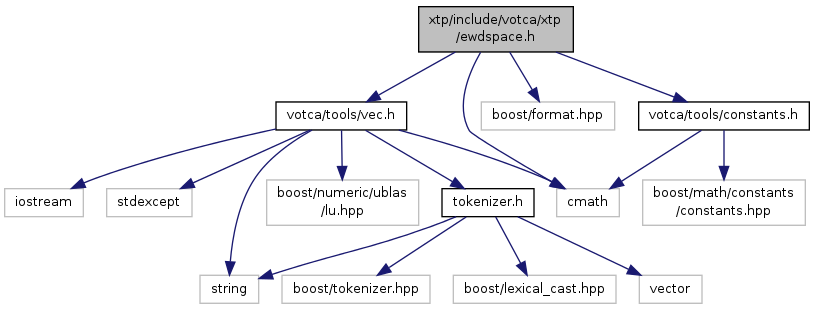 xtp/include/votca/xtp
/ewdspace.h
votca/tools/vec.h
boost/format.hpp
votca/tools/constants.h
iostream
stdexcept
boost/numeric/ublas
/lu.hpp
tokenizer.h
cmath
boost/math/constants
/constants.hpp
string
boost/tokenizer.hpp
boost/lexical_cast.hpp
vector